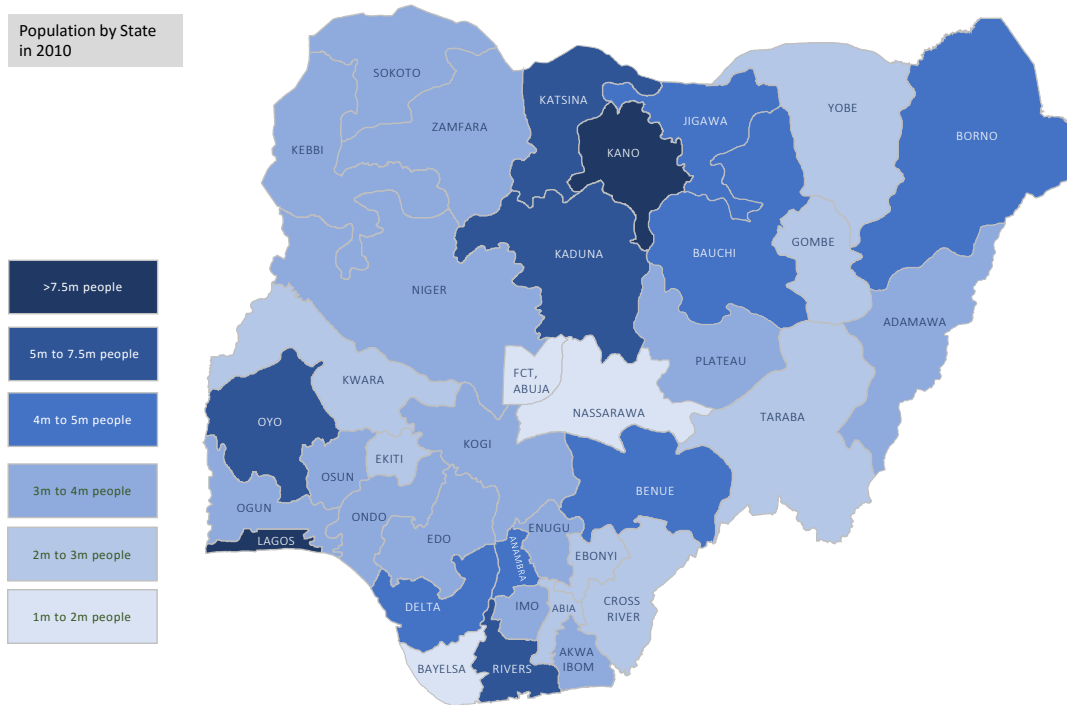 Population by State
in 2010
SOKOTO
KATSINA
YOBE
JIGAWA
ZAMFARA
BORNO
KEBBI
KANO
GOMBE
BAUCHI
KADUNA
>7.5m people
NIGER
ADAMAWA
5m to 7.5m people
PLATEAU
FCT,
ABUJA
KWARA
NASSARAWA
TARABA
4m to 5m people
OYO
KOGI
EKITI
OSUN
3m to 4m people
BENUE
OGUN
ONDO
ENUGU
EDO
LAGOS
ANAMBRA
EBONYI
2m to 3m people
CROSS
RIVER
DELTA
IMO
ABIA
1m to 2m people
AKWA
IBOM
BAYELSA
RIVERS